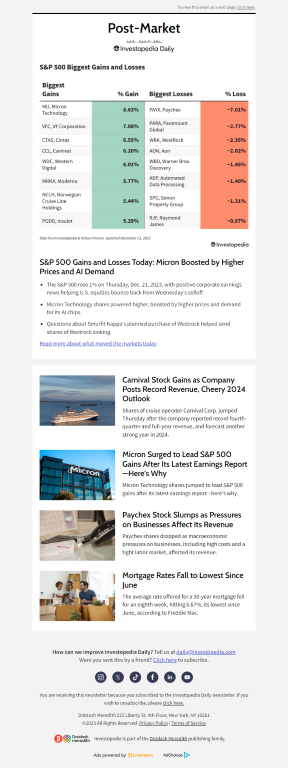 To view this email as a web page, click here.
Post-Market
Investopedia Daily
S&P 500 Biggest Gains and Losses
Biggest Gains
% Gain
Biggest Losses
% Loss
MU, Micron Technology
8.63%
PAYX, Paychex
−7.01%
VFC, VF Corporation
7.08%
PARA, Paramount Global
−2.77%
CTAS, Cintas
6.55%
WRK, WestRock
−2.35%
CCL, Carnival
6.20%
AON, Aon
−2.02%
WDC, Western Digital
6.01%
WBD, Warner Bros. Discovery
MRNA, Moderna
5.77%
ADP, Automated Data Processing
−1.40%
NCLH, Norwegian Cruise Line Holdings
5.44%
SPG, Simon Property Group
−1.31%
PODD, Insulet
5.29%
RJF, Raymond James
−0.97%
Investopedia
S&P 500 Gains and Losses Today: Micron Boosted by Higher
Prices and AI Demand
The S&P 500 rose 1% on Thursday, Dec. 21, 2023, with positive corporate earnings
news helping U.S. equities bounce back from Wednesday's selloff.
Micron Technology shares powered higher, boosted by higher prices and demand
for its AI chips.
Questions about Smurfit Kappa's planned purchase of Westrock helped send
shares of Westrock sinking.
Read more about what moved the markets today
Carnival Stock Gains as Company
Posts Record Revenue, Cheery 2024
Outlook
Shares of cruise operator Carnival Corp. jumped
Thursday after the company reported record fourth-
quarter and full-year revenue, and forecast another
strong year in 2024.
Micron
Micron Surged to Lead S&P 500
Gains After Its Latest Earnings Report
—Here's Why
Micron Technology shares jumped to lead S&P 500
gains after its latest earnings report—here's why.
Paychex Stock Slumps as Pressures
on Businesses Affect Its Revenue
Paychex shares dropped as macroeconomic
pressures on businesses, including high costs and a
tight labor market, affected its revenue.
Mortgage Rates Fall to Lowest Since
June
The average rate offered for a 30-year mortgage fell
for an eighth week, hitting 6.67%, its lowest since
June, according to Freddie Mac.
How can we improve Investopedia Daily? Tell us at daily@investopedia.com
Were you sent this by a friend? Click here to subscribe.
You are receiving this newsletter because you subscribed to the Investopedia Daily newsletter. If you
wish to unsubscribe, please click here.
Dotdash Meredith 225 Liberty St, 4th Floor, New York, NY 10281
©2023 All Rights Reserved. Privacy Policy | Terms of Service
Dotdash meredith
Investopedia is part of the Dotdash Meredith publishing family.
Ads powered by LiveIntent
AdChoices